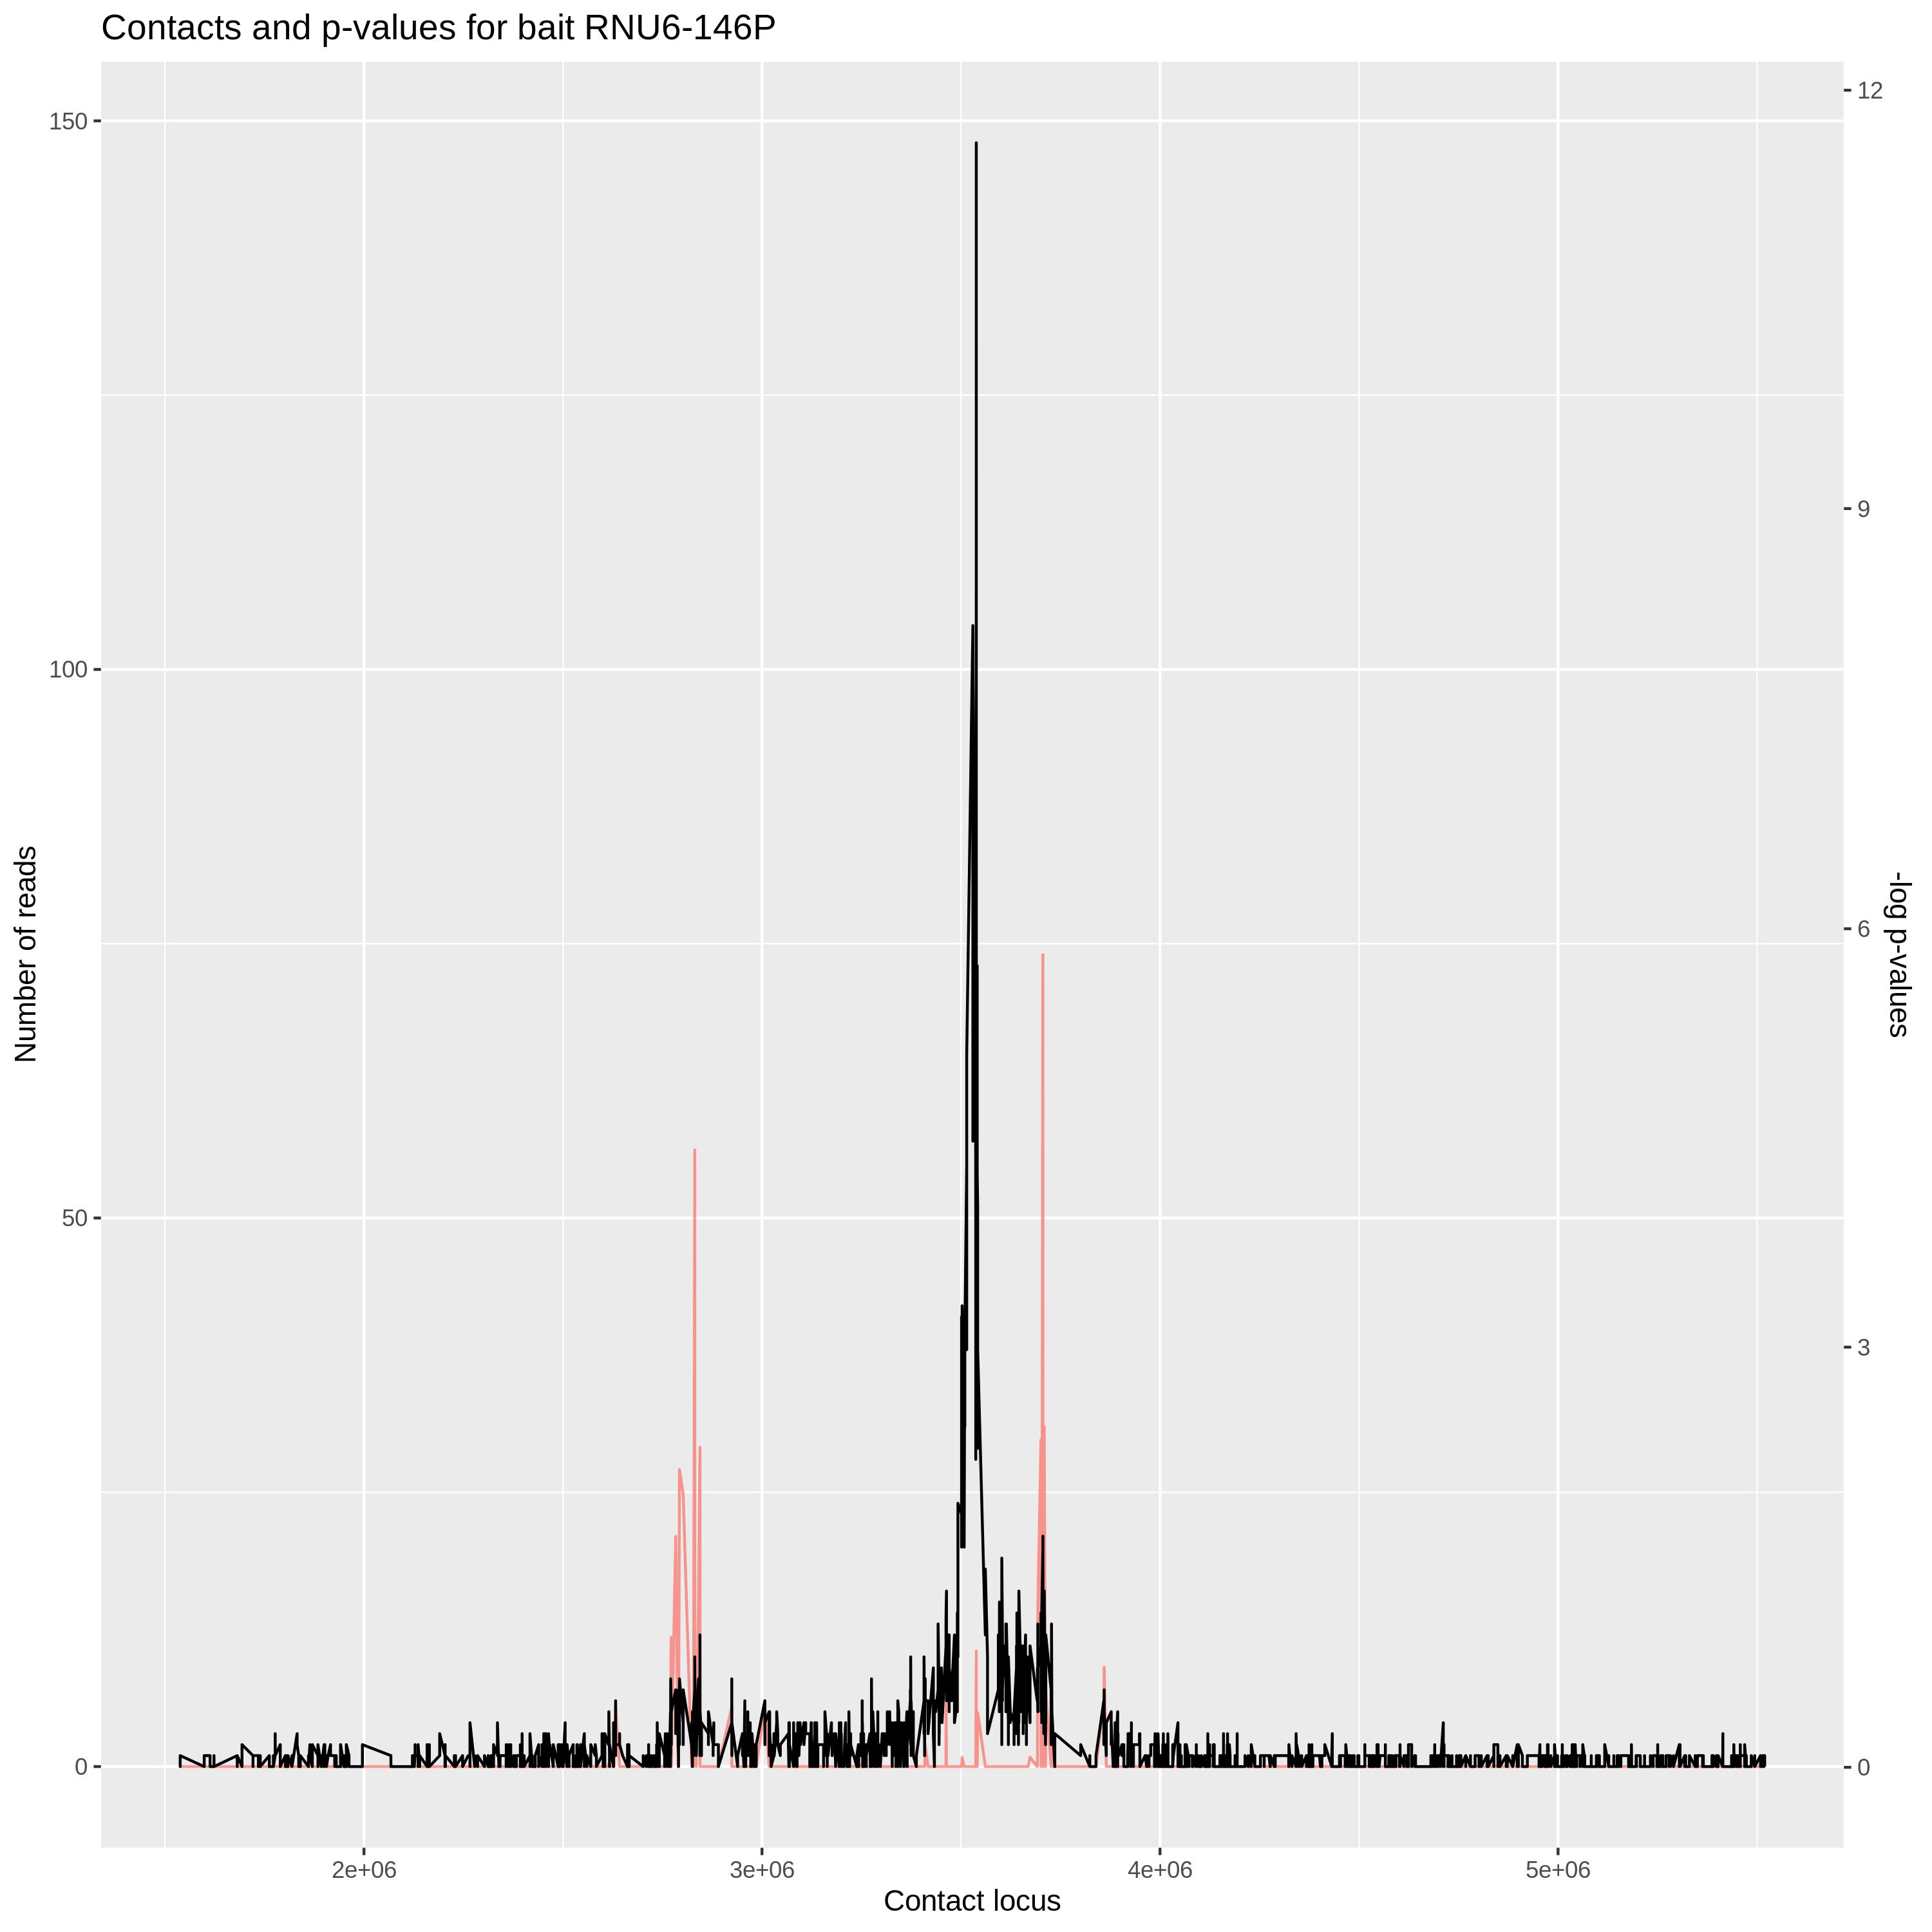 Contacts and p-values for bait RNU6-146P
150
100
50
0
Number of reads
12
9
6
3
0
-log p-values
2e+06
3e+06
4e+06
5e+06
Contact locus